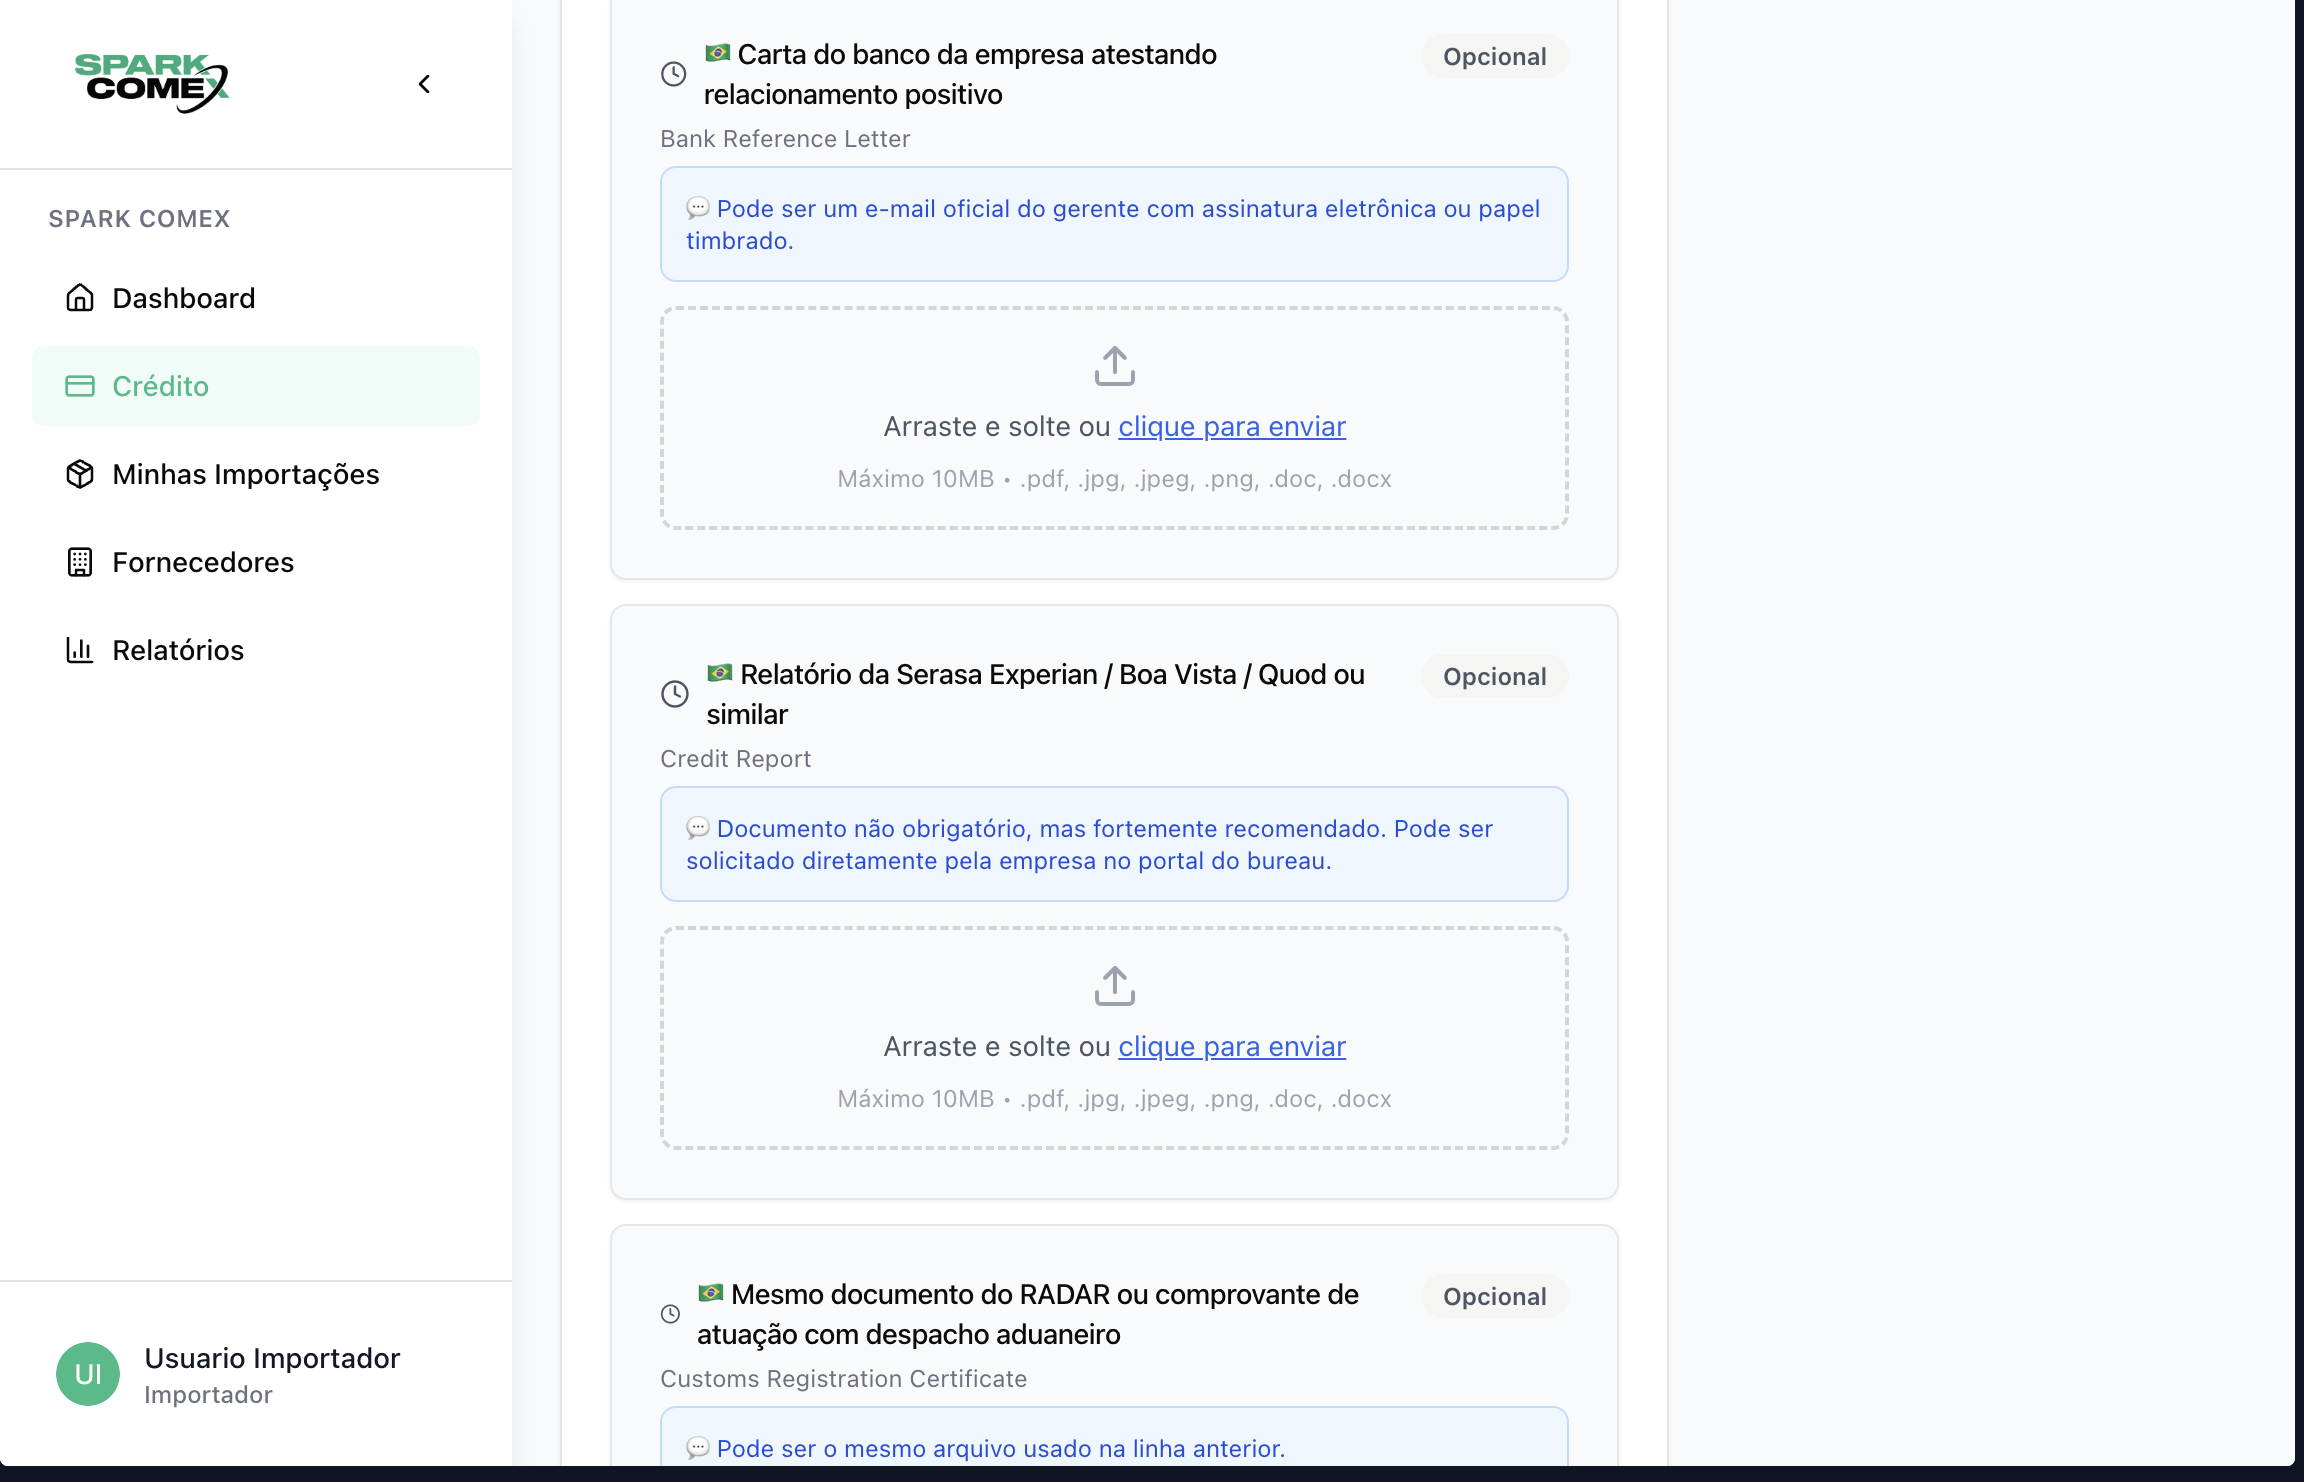 SPARK
COMEX
SPARK COMEX
Dashboard
Crédito
Minhas Importações
Fornecedores
Relatórios
UI
Usuario Importador
Importador
🇧🇷 Carta do banco da empresa atestando
relacionamento positivo
Opcional
Bank Reference Letter
💬 Pode ser um e-mail oficial do gerente com assinatura eletrônica ou papel
timbrado.
Arraste e solte ou clique para enviar
Máximo 10MB • .pdf, .jpg, .jpeg, .png, .doc, .docx
🇧🇷 Relatório da Serasa Experian / Boa Vista / Quod ou
similar
Opcional
Credit Report
💬 Documento não obrigatório, mas fortemente recomendado. Pode ser
solicitado diretamente pela empresa no portal do bureau.
Arraste e solte ou clique para enviar
Máximo 10MB • .pdf, .jpg, .jpeg, .png, .doc, .docx
🇧🇷 Mesmo documento do RADAR ou comprovante de
atuação com despacho aduaneiro
Opcional
Customs Registration Certificate
💬 Pode ser o mesmo arquivo usado na linha anterior.